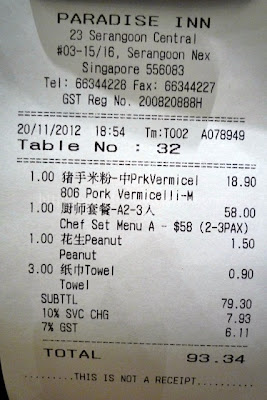 PARADISE INN
23 Serangoon Central
#03-15/16, Serangoon Nex
Singapore 556083
Tel: 66344228 Fax: 66344227
GST Reg No. 200820888H
20/11/2012 18:54 Tm:T002 A078949
Table No : 32
1.00 猪手米粉-中PrkVermicel 18.90
806 Pork Vermicelli-M
1.00 厨师套餐-A2-3人 58.00
Chef Set Menu A - $58 (2-3PAX)
1.00 花生Peanut 1.50
Peanut
3.00 纸巾Towel 0.90
Towel
SUBTTL 79.30
10% SVC CHG 7.93
7% GST 6.11
TOTAL 93.34
.........THIS IS NOT A RECEIPT..........